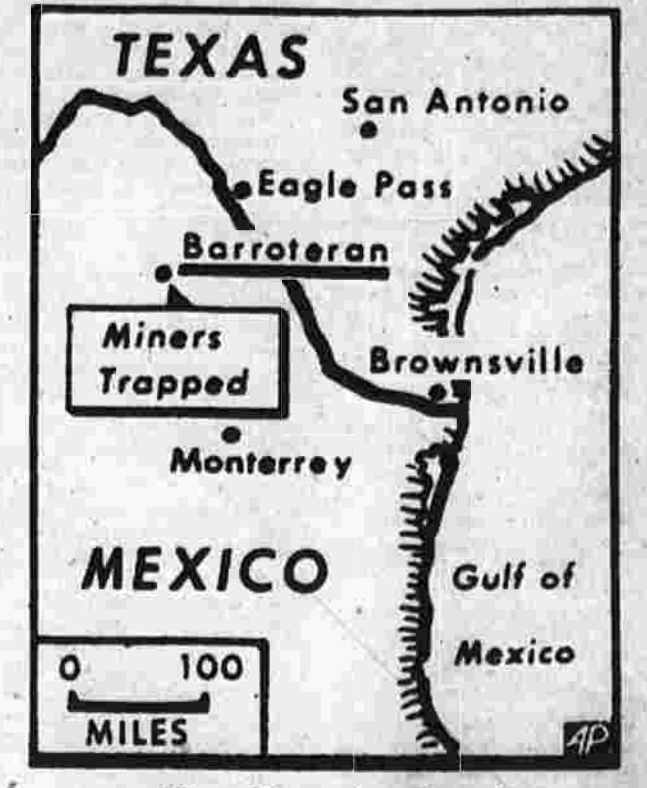 TEXAS
San Antonio
Eagle Pass
Barroteran
Miners
Trapped
Brownsville
Monterrey
MEXICO
Gulf of
Mexico
0 100
MILES
AP